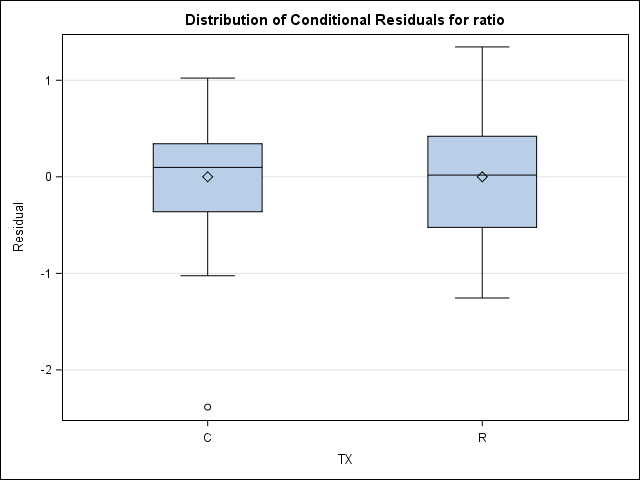 Distribution of Conditional Residuals for ratio
Residual
1
0
-1
-2
C R
TX